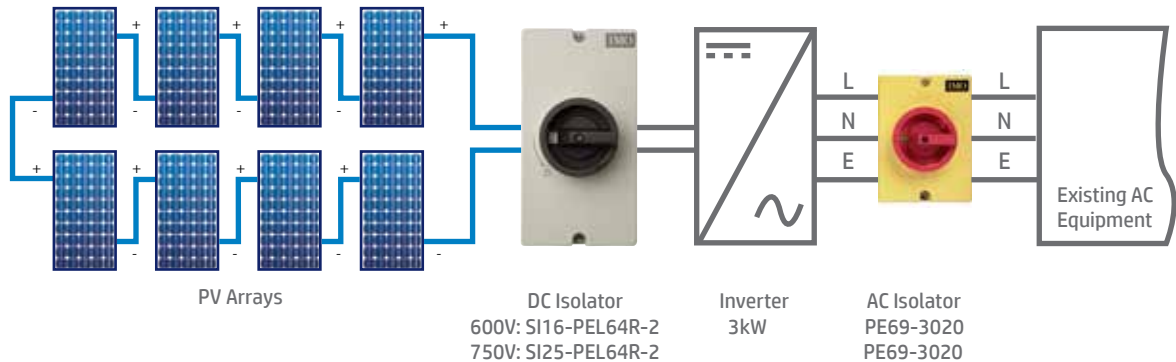 + + + +
- - - -
+ + + +
- - - -
IMO
L
N
E
IMO
L
N
E
Existing AC
Equipment
PV Arrays
DC Isolator
600V: SI16-PEL64R-2
750V: SI25-PEL64R-2
Inverter
3kW
AC Isolator
PE69-3020
PE69-3020